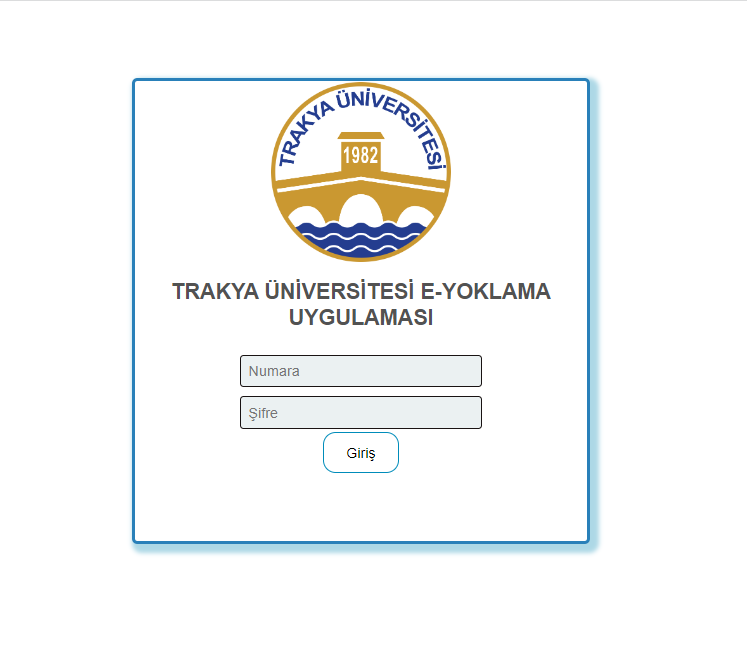 TRAKYA ÜNİVERSİTESİ
1982
TRAKYA ÜNİVERSİTESİ E-YOKLAMA
UYGULAMASI
Numara
Şifre
Giriş